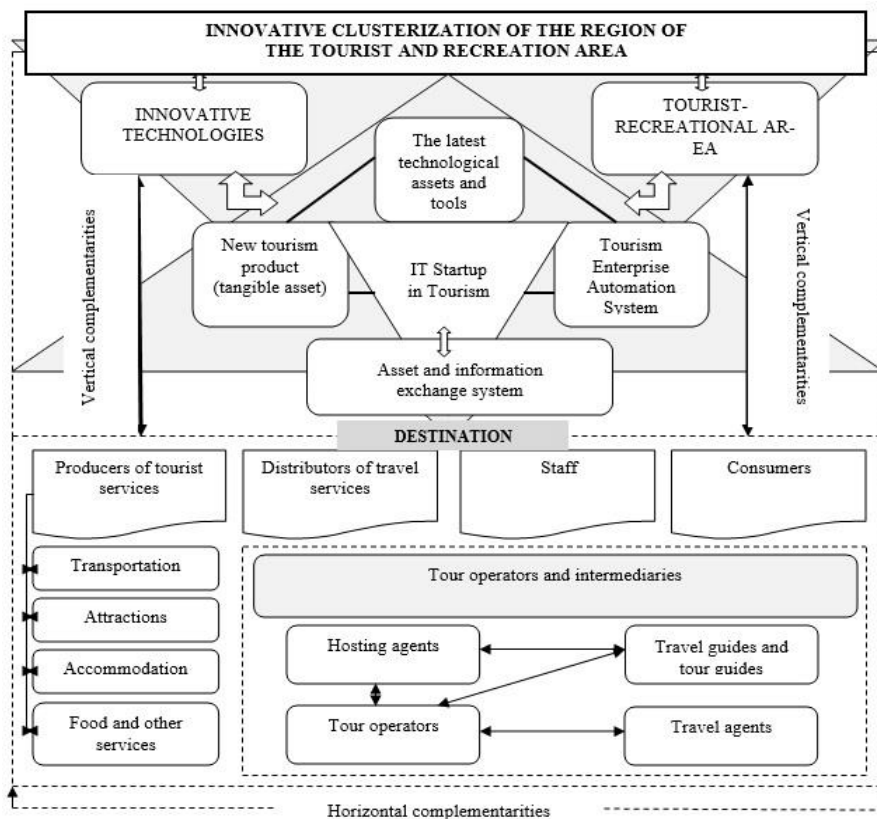 INNOVATIVE CLUSTERIZATION OF THE REGION OF
THE TOURIST AND RECREATION AREA
INNOVATIVE
TECHNOLOGIES
TOURIST-
RECREATIONAL AR-
EA
The latest
technological
assets and
tools
Vertical complementarities
New tourism
product
(tangible asset)
IT Startup
in Tourism
Tourism
Enterprise
Automation
System
Vertical complementarities
Asset and information
exchange system
DESTINATION
Producers of tourist
services
Distributors of travel
services
Staff
Consumers
Transportation
Attractions
Accommodation
Food and other
services
Tour operators and intermediaries
Hosting agents
Travel guides and
tour guides
Tour operators
Travel agents
Horizontal complementarities